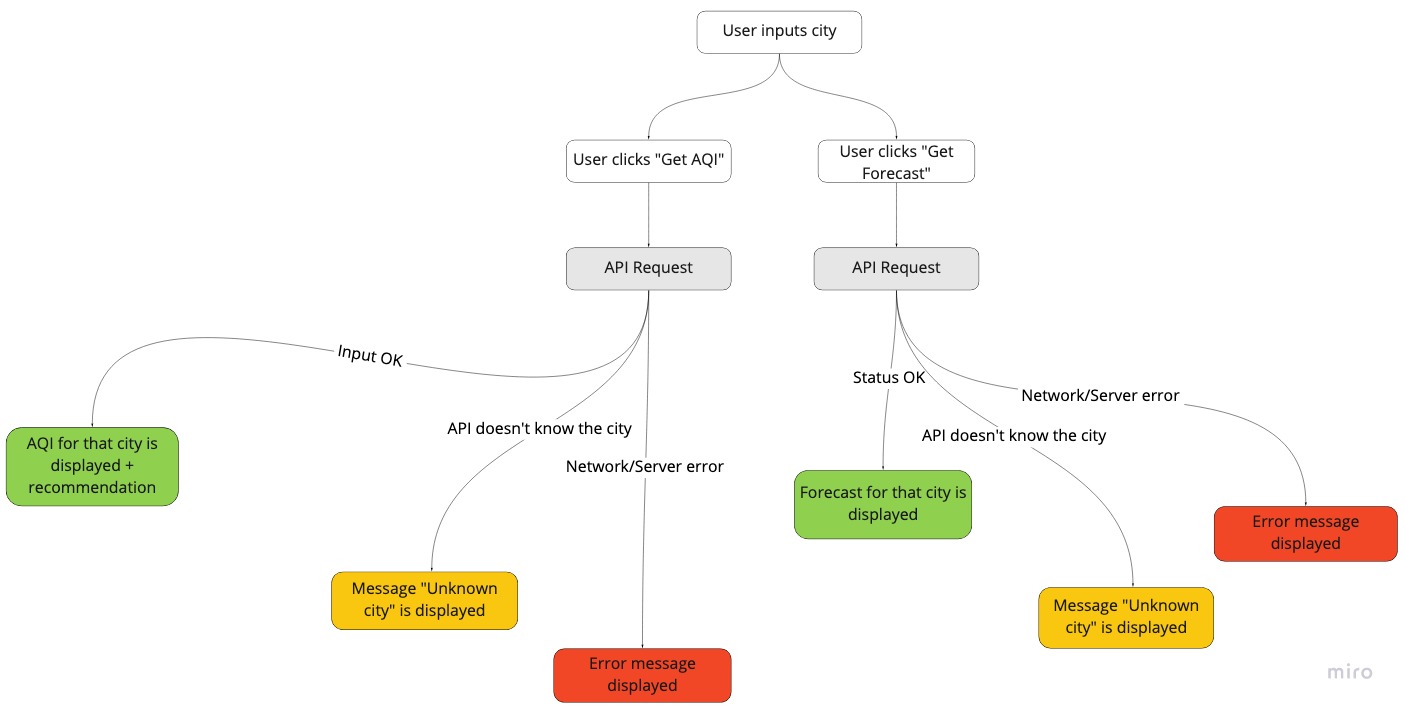 User inputs city
User clicks "Get AQI"
User clicks "Get
Forecast"
API Request
API Request
Input OK
API doesn't know the city
Network/Server error
Status OK
API doesn't know the city
Network/Server error
AQI for that city is
displayed +
recommendation
Message "Unknown
city" is displayed
Error message
displayed
Forecast for that city is
displayed
Message "Unknown
city" is displayed
Error message
displayed
miro